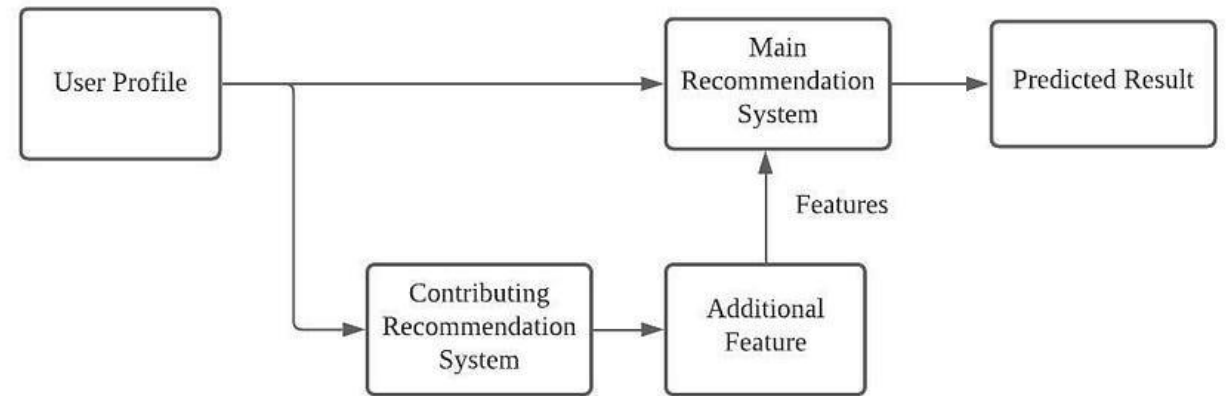 User Profile
Main
Recommendation
System
Predicted Result
Features
Contributing
Recommendation
System
Additional
Feature